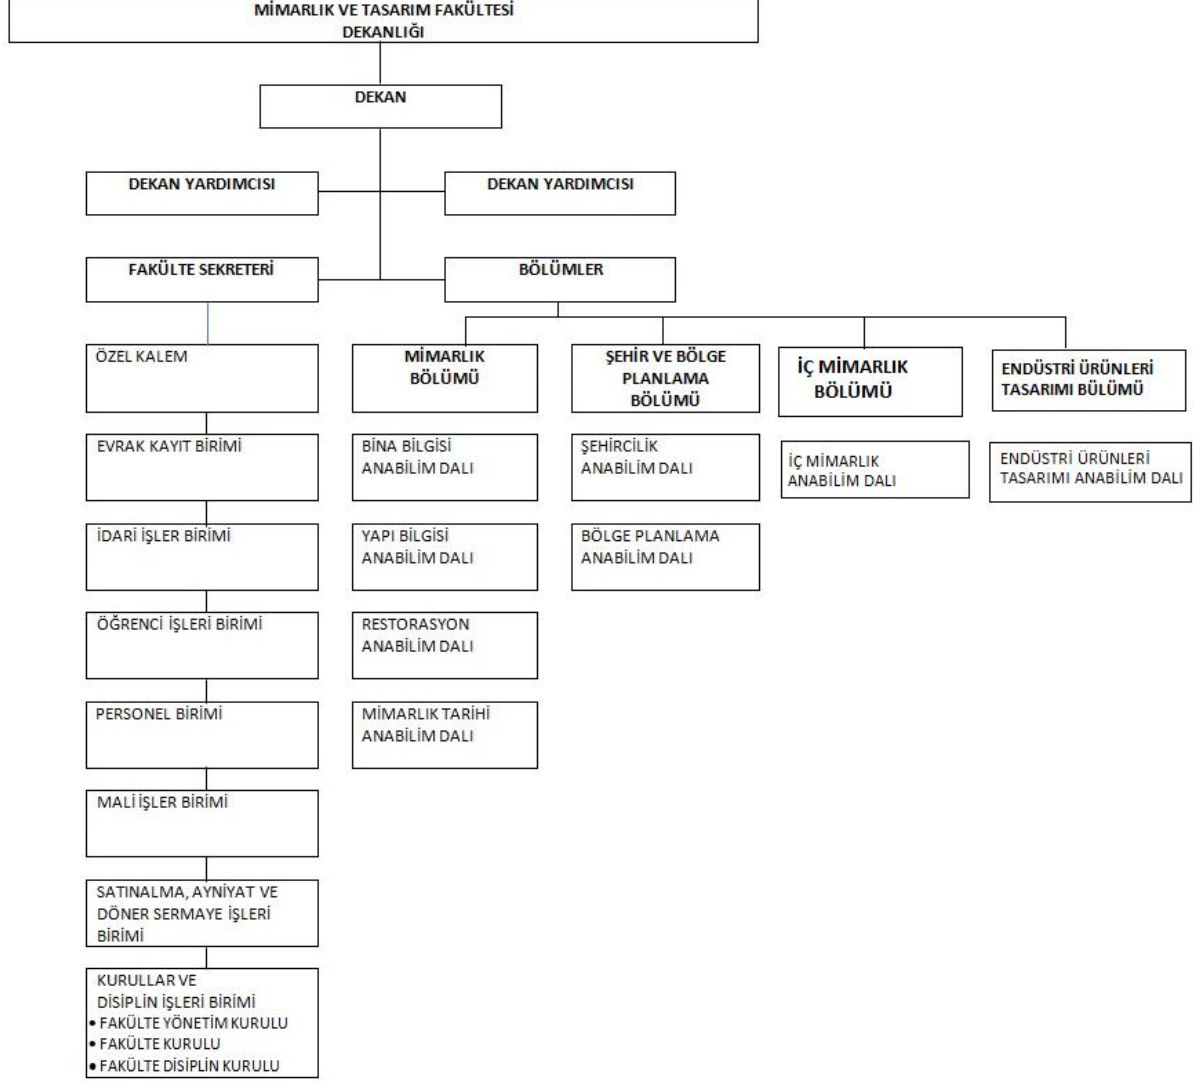 MİMARLIK VE TASARIM FAKÜLTESİ
DEKANLIĞI
DEKAN
DEKAN YARDIMCISI
DEKAN YARDIMCISI
FAKÜLTE SEKRETERİ
BÖLÜMLER
ÖZEL KALEM
EVRAK KAYIT BİRİMİ
İDARİ İŞLER BİRİMİ
ÖĞRENCİ İŞLERİ BİRİMİ
PERSONEL BİRİMİ
MALİ İŞLER BİRİMİ
SATINALMA, AYNİYAT VE
DÖNER SERMAYE İŞLERİ
BİRİMİ
KURULLAR VE
DİSİPLİN İŞLERİ BİRİMİ
• FAKÜLTE YÖNETİM KURULU
• FAKÜLTE KURULU
• FAKÜLTE DİSİPLİN KURULU
MİMARLIK
BÖLÜMÜ
BİNA BİLGİSİ
ANABİLİM DALI
YAPI BİLGİSİ
ANABİLİM DALI
RESTORASYON
ANABİLİM DALI
MİMARLIK TARİHİ
ANABİLİM DALI
ŞEHİR VE BÖLGE
PLANLAMA
BÖLÜMÜ
ŞEHİRCİLİK
ANABİLİM DALI
BÖLGE PLANLAMA
ANABİLİM DALI
İÇ MİMARLIK
BÖLÜMÜ
İÇ MİMARLIK
ANABİLİM DALI
ENDÜSTRİ ÜRÜNLERİ
TASARIMI BÜLÜMÜ
ENDÜSTRİ ÜRÜNLERİ
TASARIMI ANABİLİM DALI